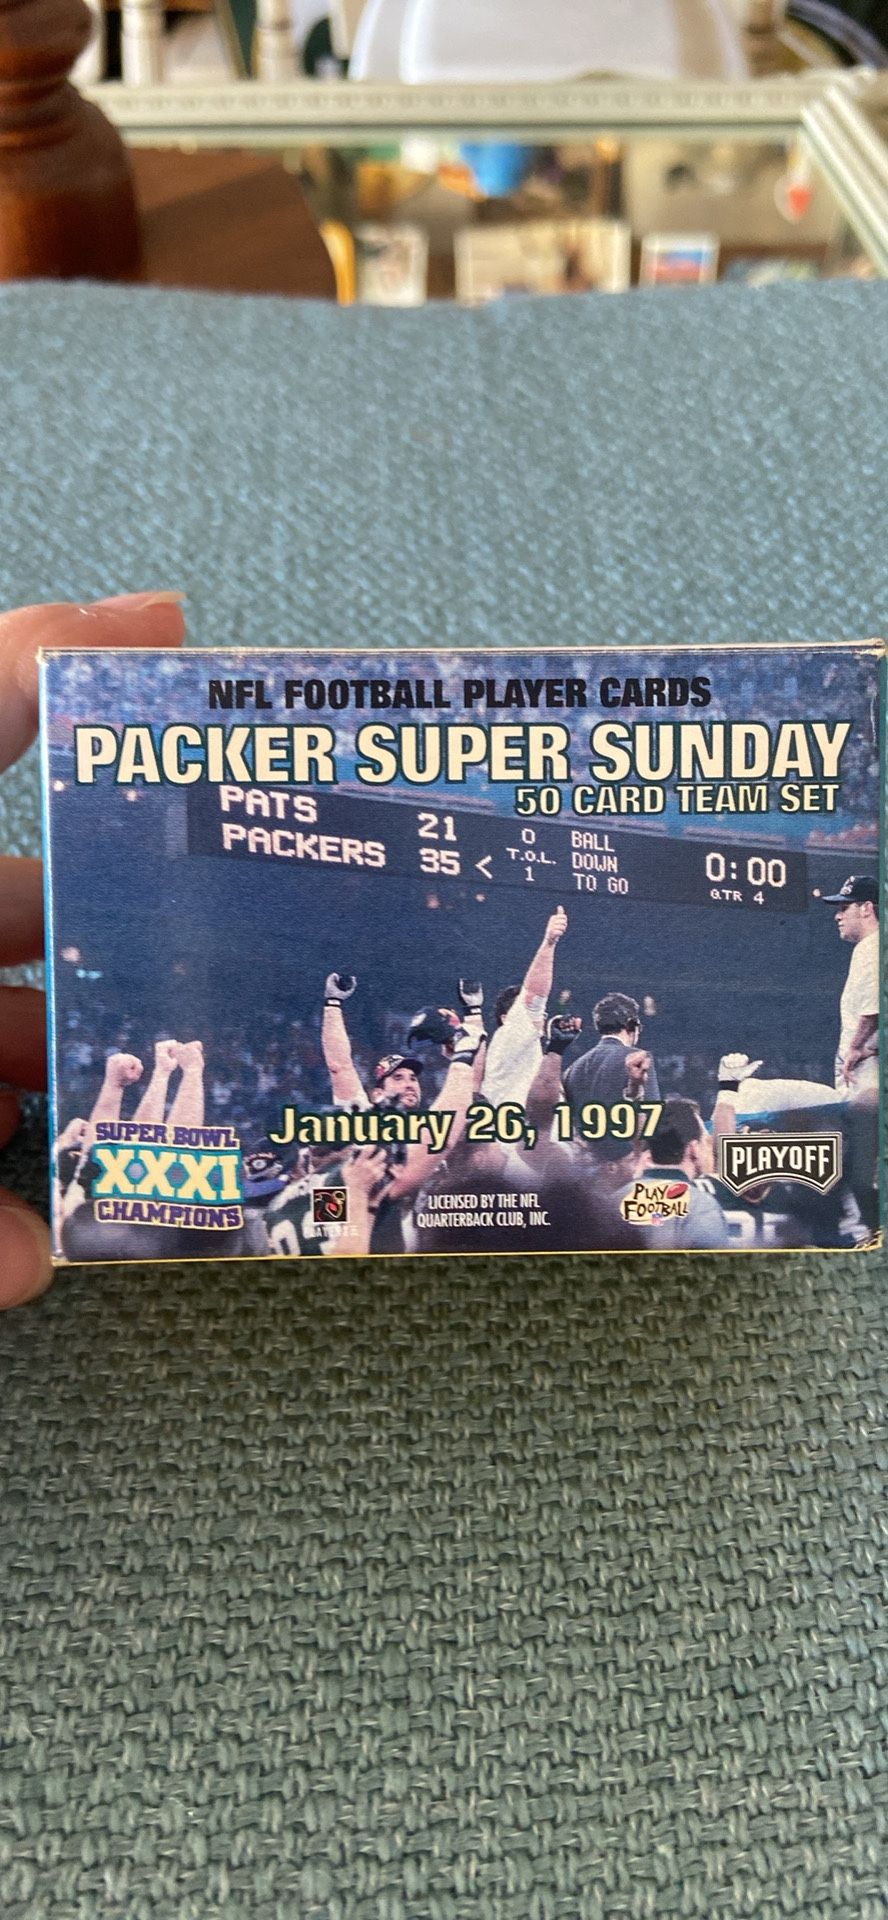 NFL FOOTBALL PLAYER CARDS
PACKER SUPER SUNDAY
50 CARD TEAM SET
PATS 21 0 BALL
PACKERS 35 < T.O.L. DOWN 0:00
1 TO GO QTR 4
January 26, 1997
SUPER BOWL
XXXI
CHAMPIONS
PLAYERS
LICENSED BY THE NFL
QUARTERBACK CLUB, INC.
PLAY
FOOTBALL
PLAYOFF